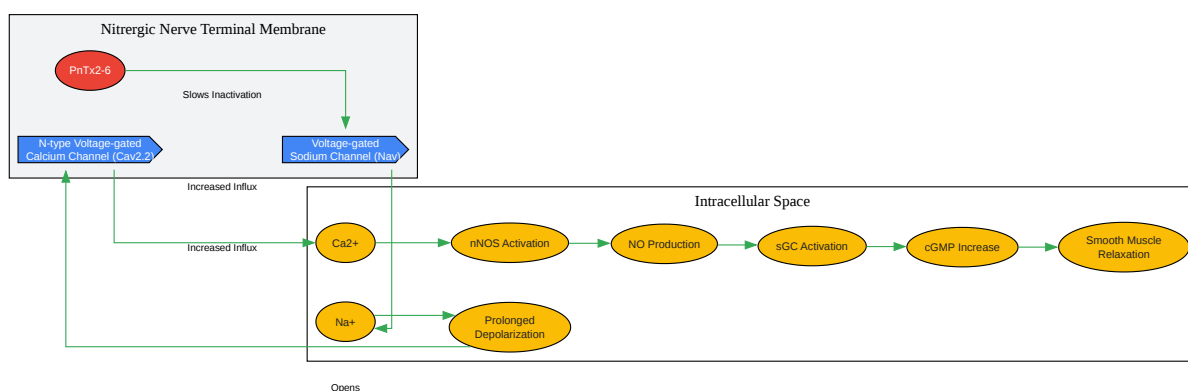 Nitrergic Nerve Terminal Membrane
PnTx2-6
Slows Inactivation
N-type Voltage-gated
Calcium Channel (Cav2.2)
Voltage-gated
Sodium Channel (Nav)
Increased Influx
Intracellular Space
Increased Influx
Ca2+
nNOS Activation
NO Production
sGC Activation
cGMP Increase
Smooth Muscle
Relaxation
Na+
Prolonged
Depolarization
Opens